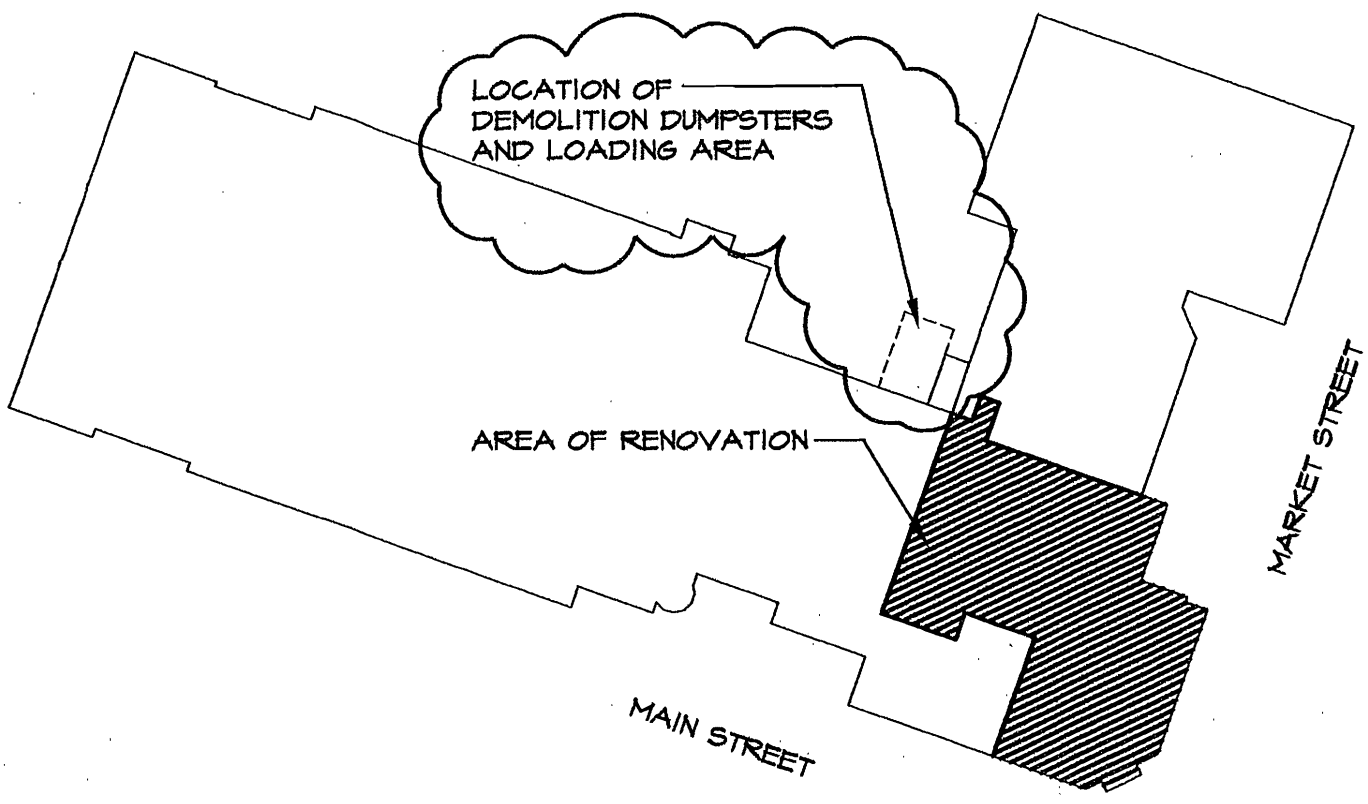 LOCATION OF
DEMOLITION DUMPSTERS
AND LOADING AREA
AREA OF RENOVATION
MARKET STREET
MAIN STREET